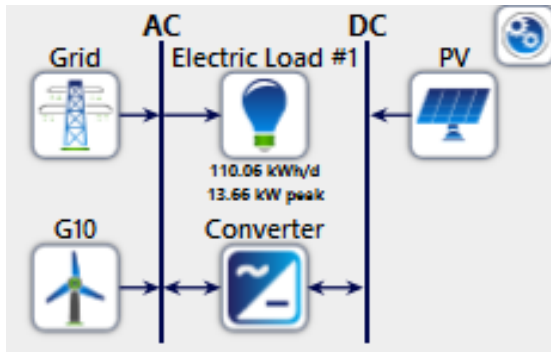 AC DC
Grid Electric Load #1 PV
110.06 kWh/d
13.66 kW peak
G10 Converter